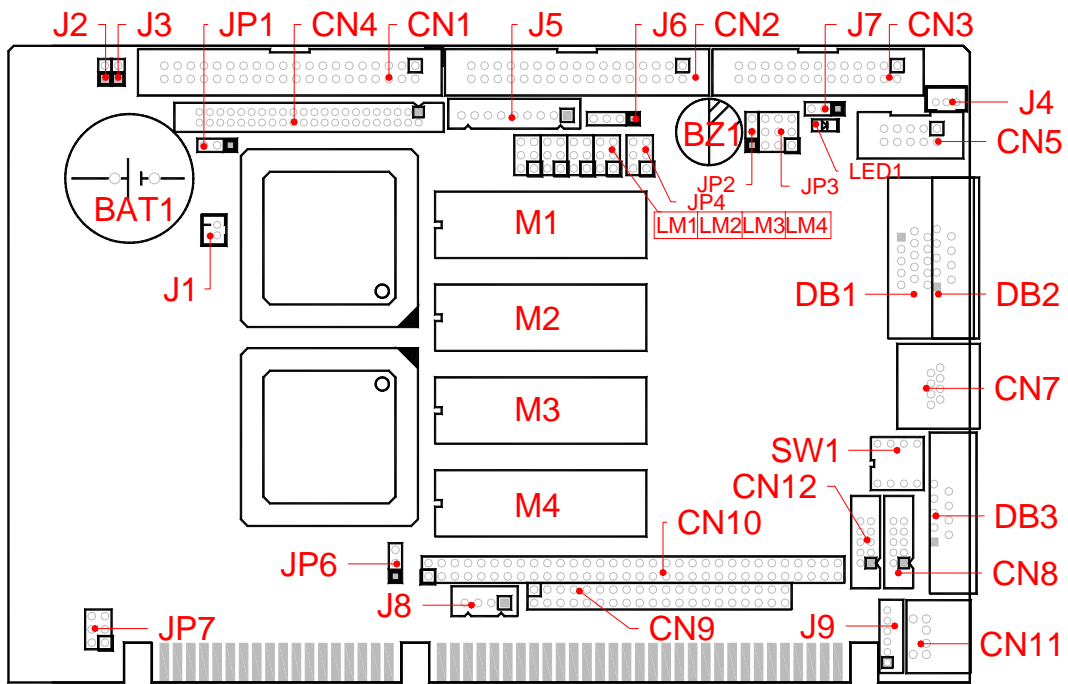 J2 J3 JP1 CN4 CN1 J5 J6 CN2 J7 CN3
J4
BZ1
CN5
LED1
JP2 JP3
JP4
BAT1
M1
LM1 LM2 LM3 LM4
J1
DB1 DB2
M2
CN7
M3
SW1
CN12
M4
CN10
DB3
JP6
CN8
J8
JP7
CN9
J9
CN11